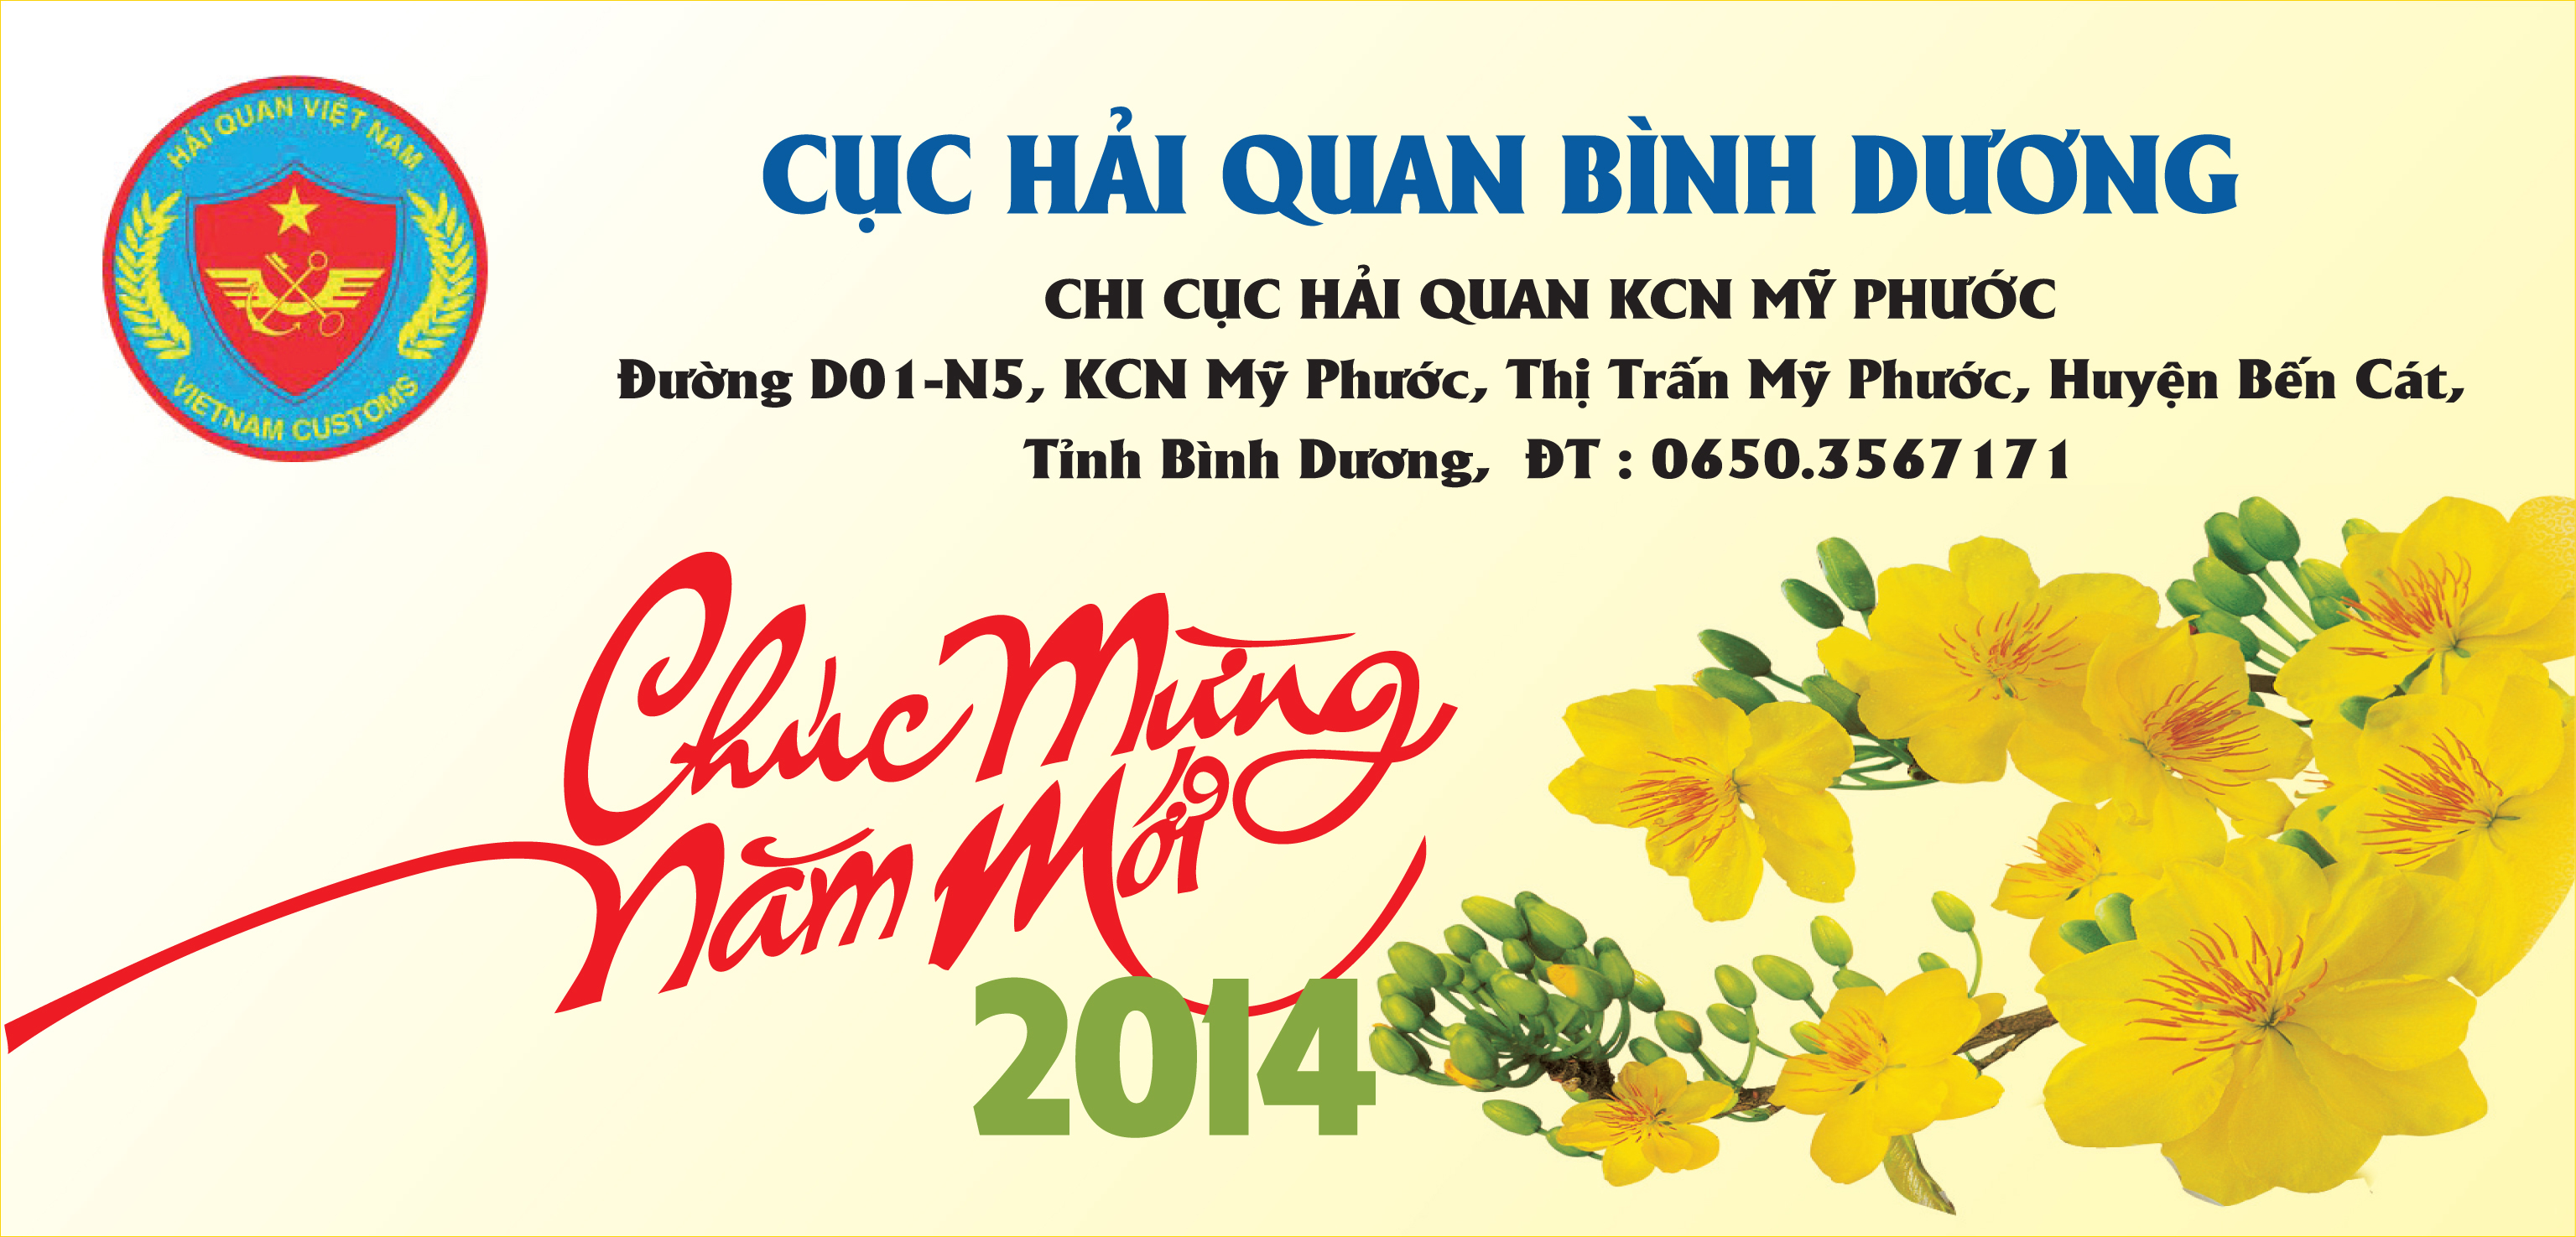 HẢI QUAN VIỆT NAM
VIETNAM CUSTOMS
CỤC HẢI QUAN BÌNH DƯƠNG
CHI CỤC HẢI QUAN KCN MỸ PHƯỚC
Đường D01-N5, KCN Mỹ Phước, Thị Trấn Mỹ Phước, Huyện Bến Cát,
Tỉnh Bình Dương, ĐT : 0650.3567171
Chúc Mừng
Năm Mới
2014